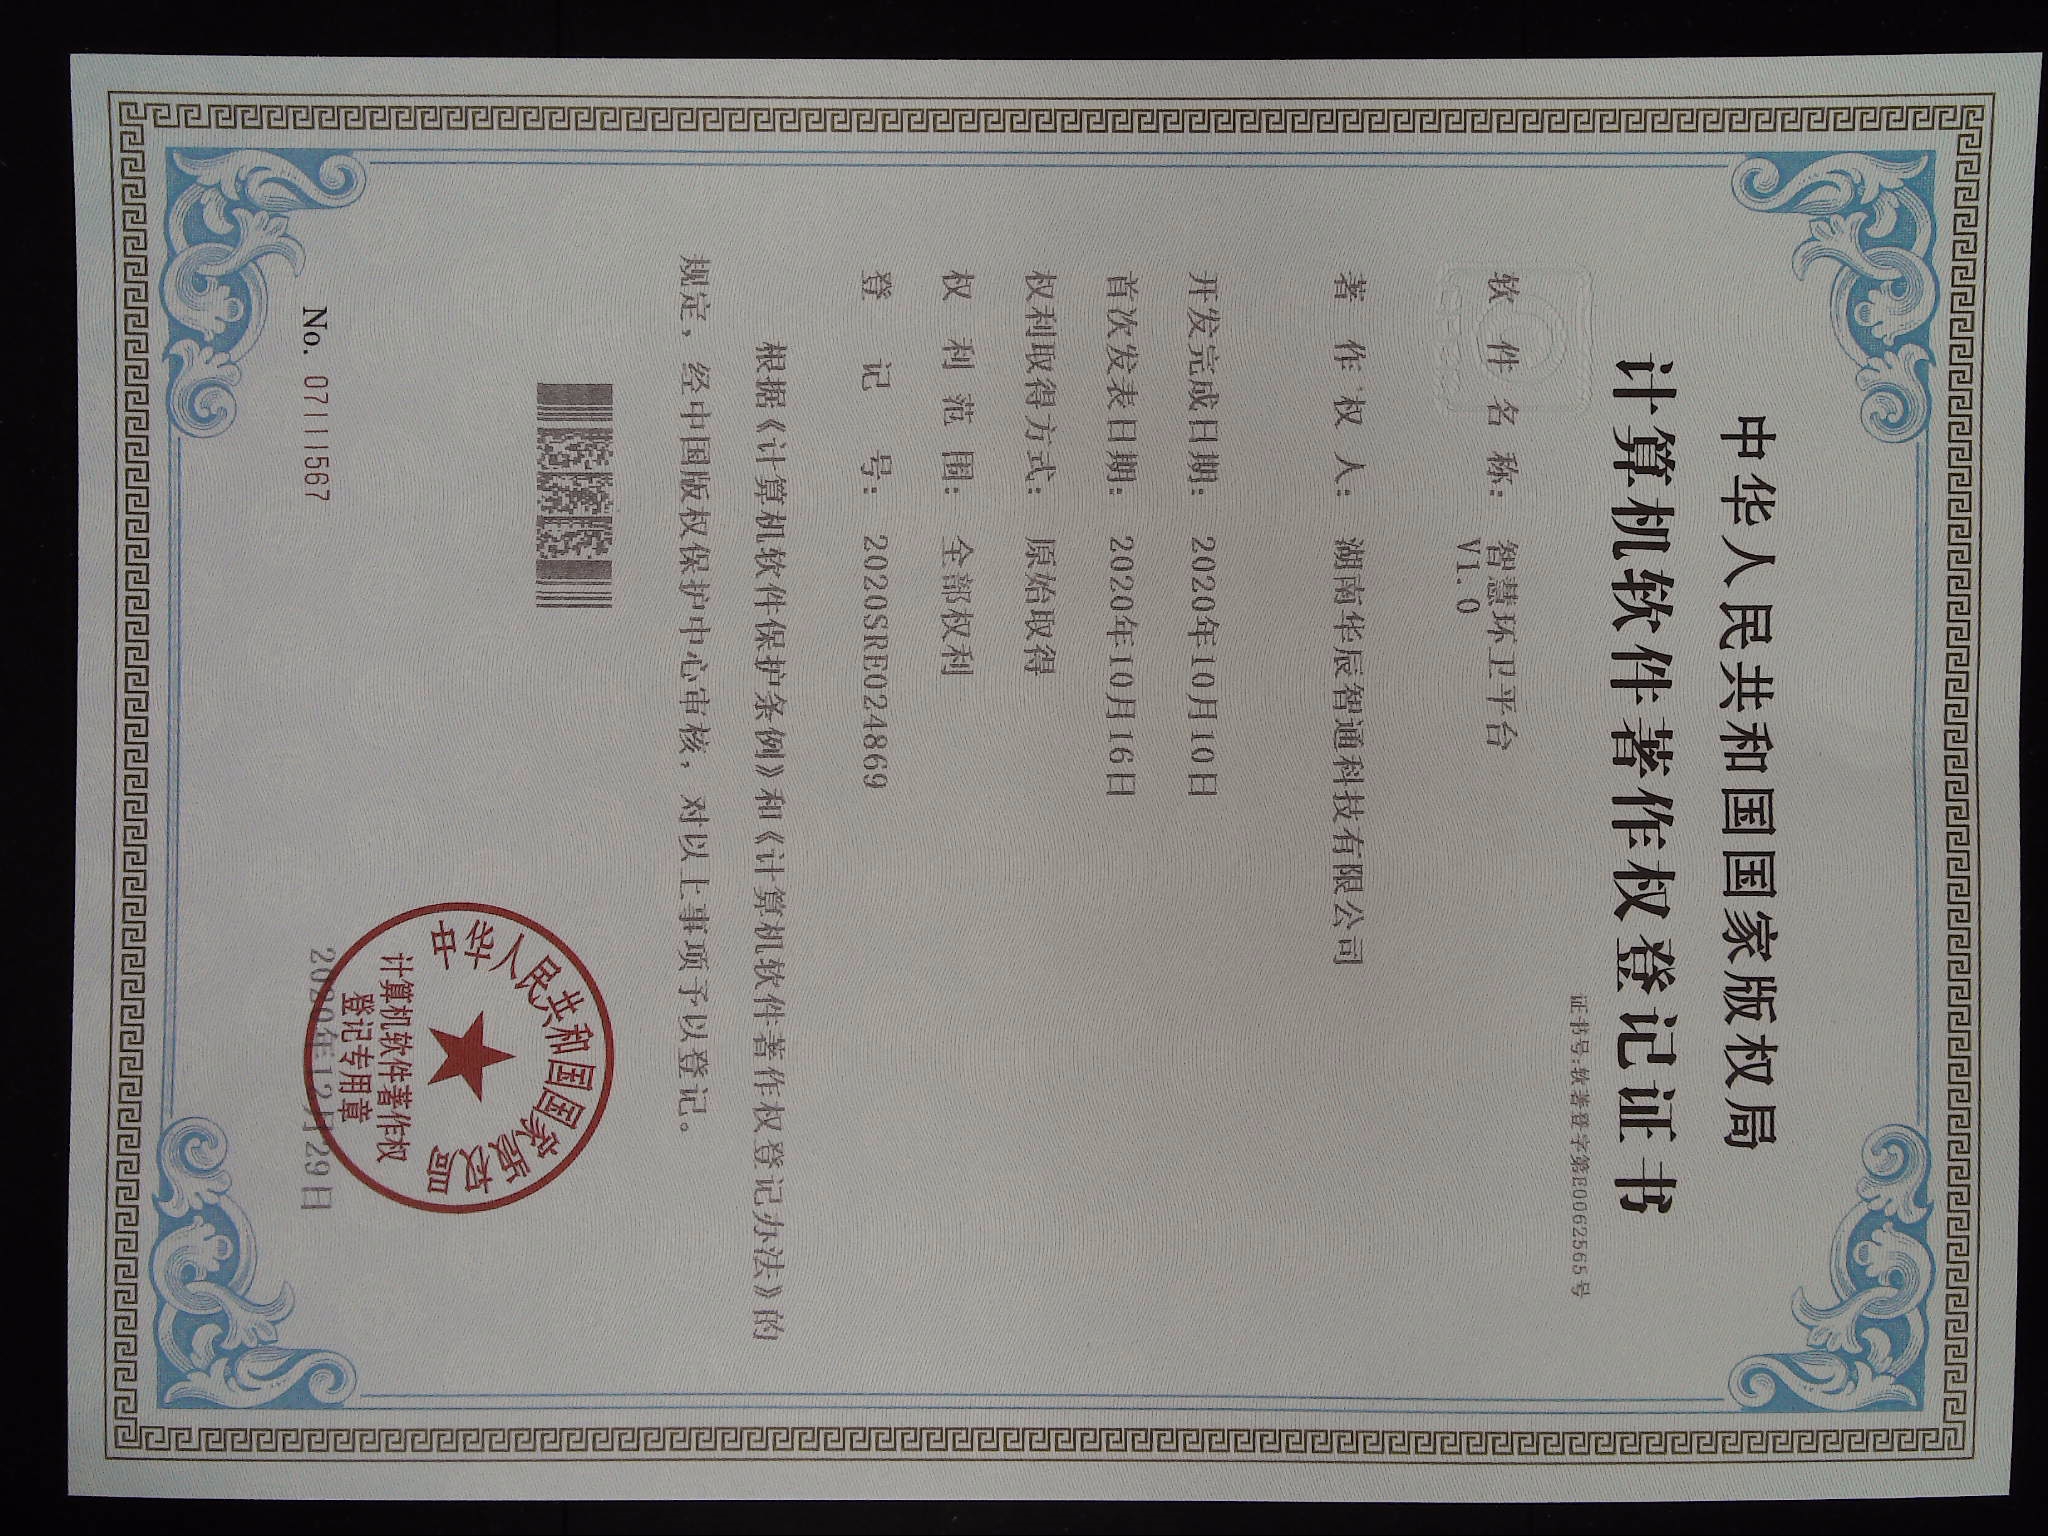 中华人民共和国国家版权局
计算机软件著作权登记证书
证书号:软著登字第E0062565号
软件名称: 智慧环卫平台
V1.0
著作权人: 湖南华辰智通科技有限公司
开发完成日期: 2020年10月10日
首次发表日期: 2020年10月16日
权利取得方式: 原始取得
权利范围: 全部权利
登记号: 2020SRE024869
根据《计算机软件保护条例》和《计算机软件著作权登记办法》的
规定，经中国版权保护中心审核，对以上事项予以登记。
中华人民共和国国家版权局
计算机软件著作权
登记专用章
No. 07111567
2020年12月29日